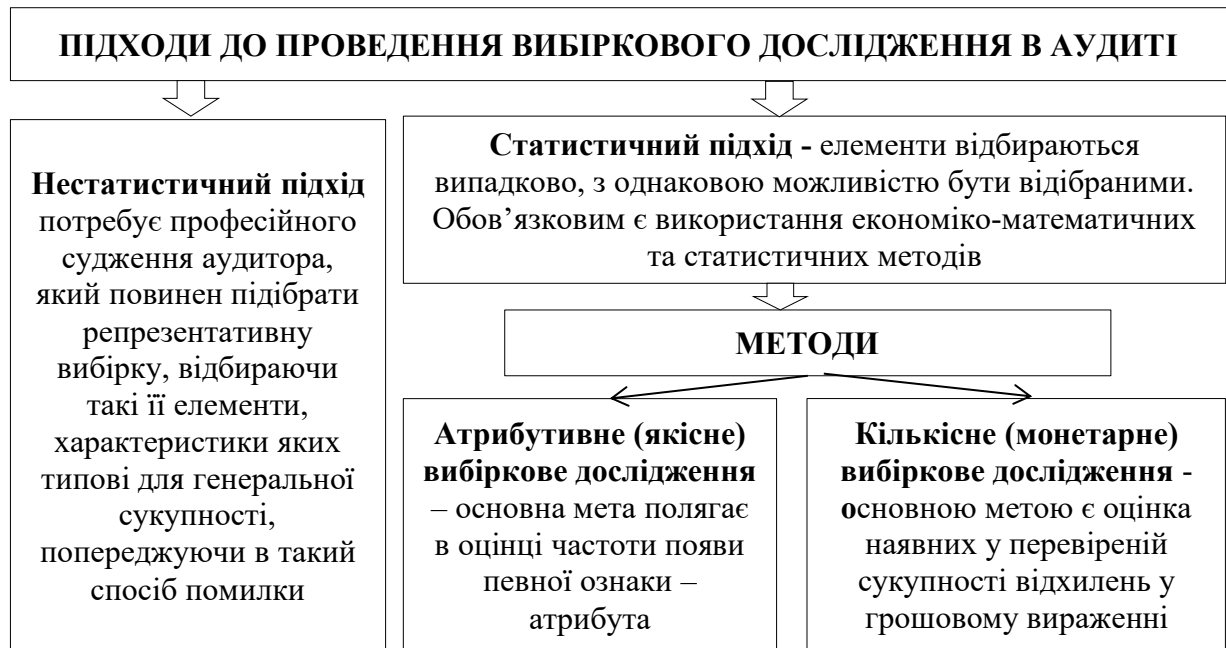 ПІДХОДИ ДО ПРОВЕДЕННЯ ВИБІРКОВОГО ДОСЛІДЖЕННЯ В АУДИТІ
Нестатистичний підхід
потребує професійного
судження аудитора,
який повинен підібрати
репрезентативну
вибірку, відбираючи
такі її елементи,
характеристики яких
типові для генеральної
сукупності,
попереджуючи в такий
спосіб помилки
Статистичний підхід - елементи відбираються
випадково, з однаковою можливістю бути відібраними.
Обов’язковим є використання економіко-математичних
та статистичних методів
МЕТОДИ
Атрибутивне (якісне)
вибіркове дослідження
– основна мета полягає
в оцінці частоти появи
певної ознаки –
атрибута
Кількісне (монетарне)
вибіркове дослідження -
основною метою є оцінка
наявних у перевіреній
сукупності відхилень у
грошовому вираженні